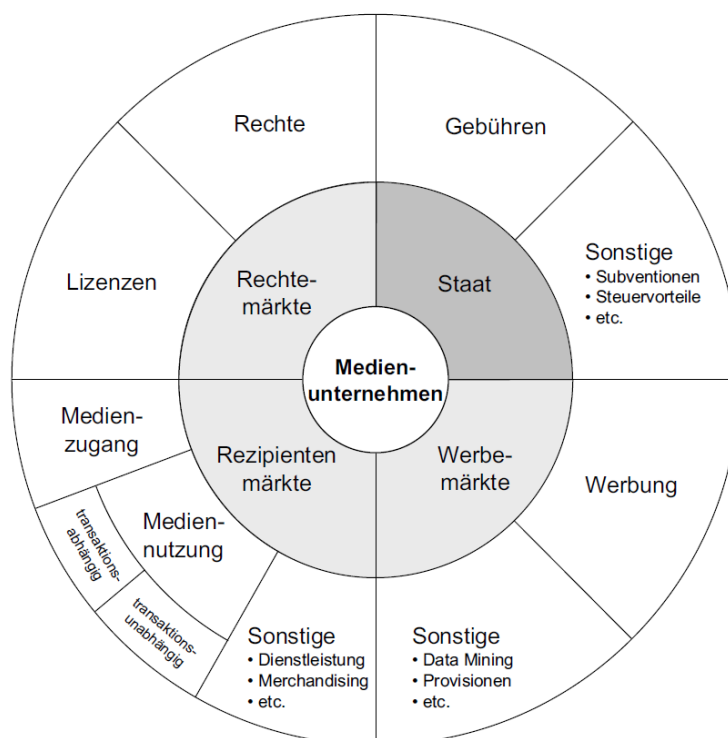 Rechte
Gebühren
Lizenzen
Rechte-
märkte
Staat
Sonstige
• Subventionen
• Steuervorteile
• etc.
Medien-
unternehmen
Medien-
zugang
Rezipienten
märkte
Werbe-
märkte
Werbung
Medien-
nutzung
transaktions-
abhängig
transaktions-
unabhängig
Sonstige
• Dienstleistung
• Merchandising
• etc.
Sonstige
• Data Mining
• Provisionen
• etc.